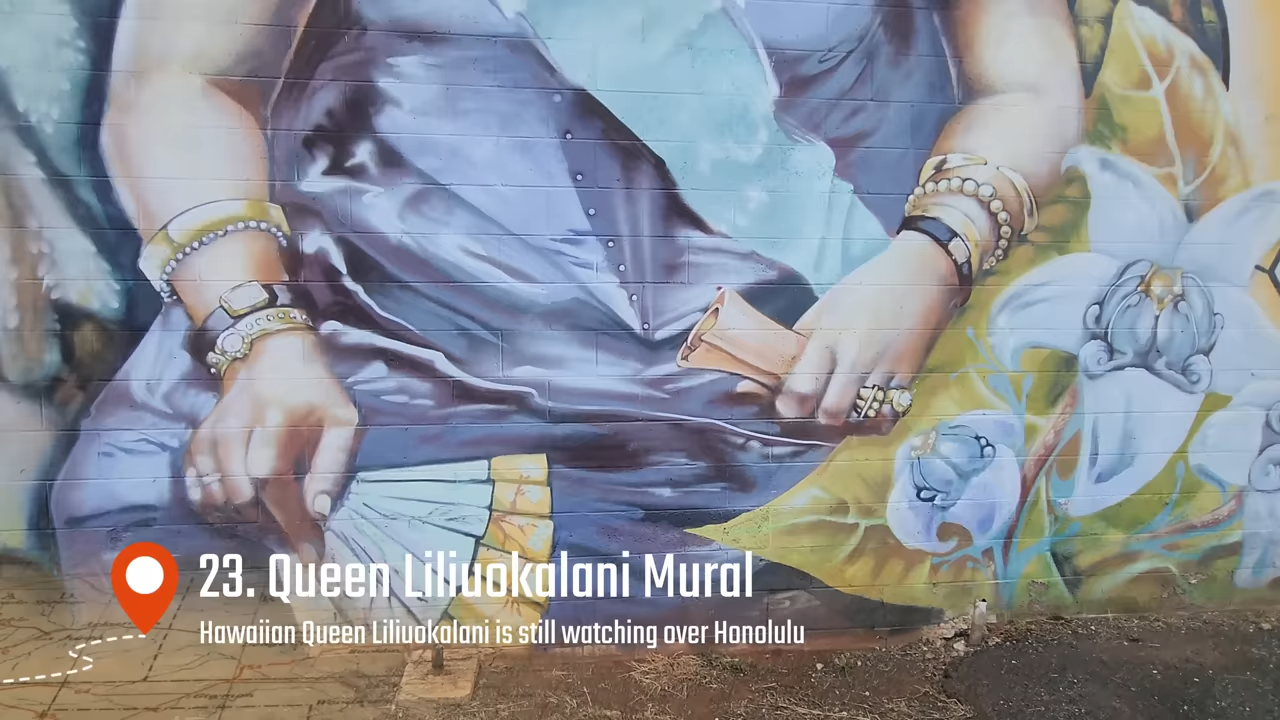 23. Queen Liliuokalani Mural
Hawaiian Queen Liliuokalani is still watching over Honolulu